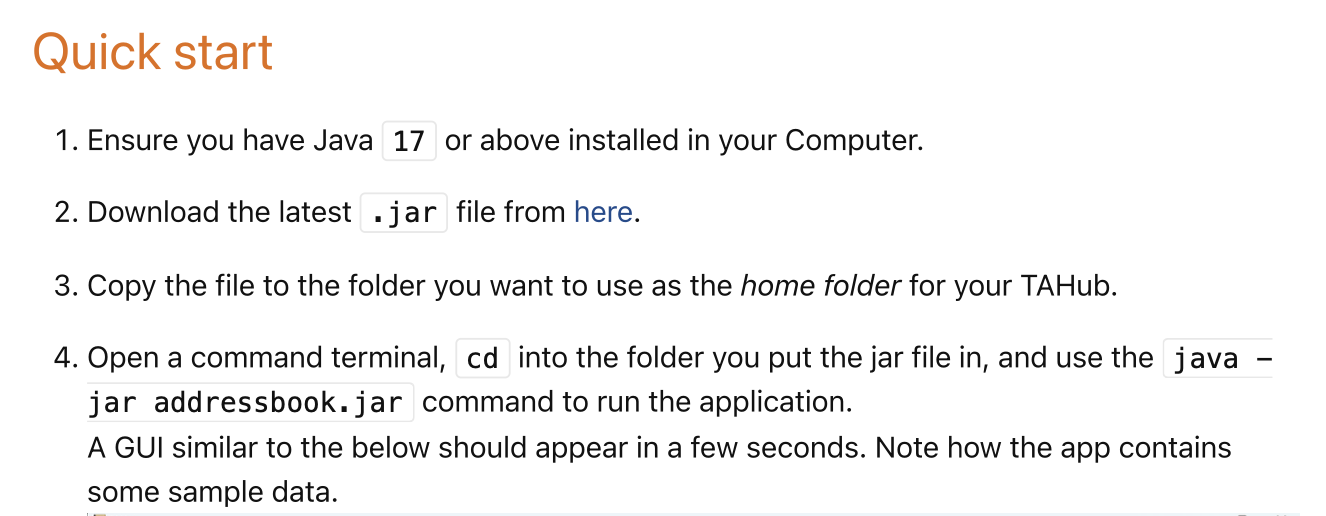 Quick start
1. Ensure you have Java 17 or above installed in your Computer.
2. Download the latest .jar file from here.
3. Copy the file to the folder you want to use as the home folder for your TAHub.
4. Open a command terminal, cd into the folder you put the jar file in, and use the java -
jar addressbook.jar command to run the application.
A GUI similar to the below should appear in a few seconds. Note how the app contains
some sample data.